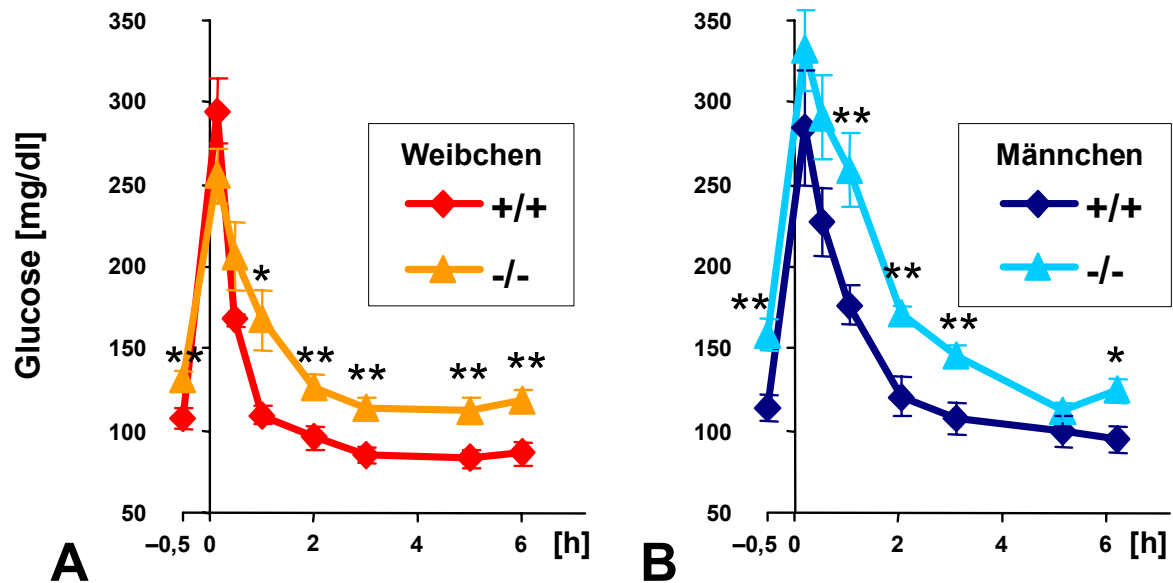 Glucose [mg/dl]
350
300
250
200
150
100
50
–0,5 0 2 4 6 [h]
Weibchen
+/+
-/-
** * ** ** ** **
A
350
300
250
200
150
100
50
–0,5 0 2 4 6 [h]
Männchen
+/+
-/-
** ** ** ** *
B